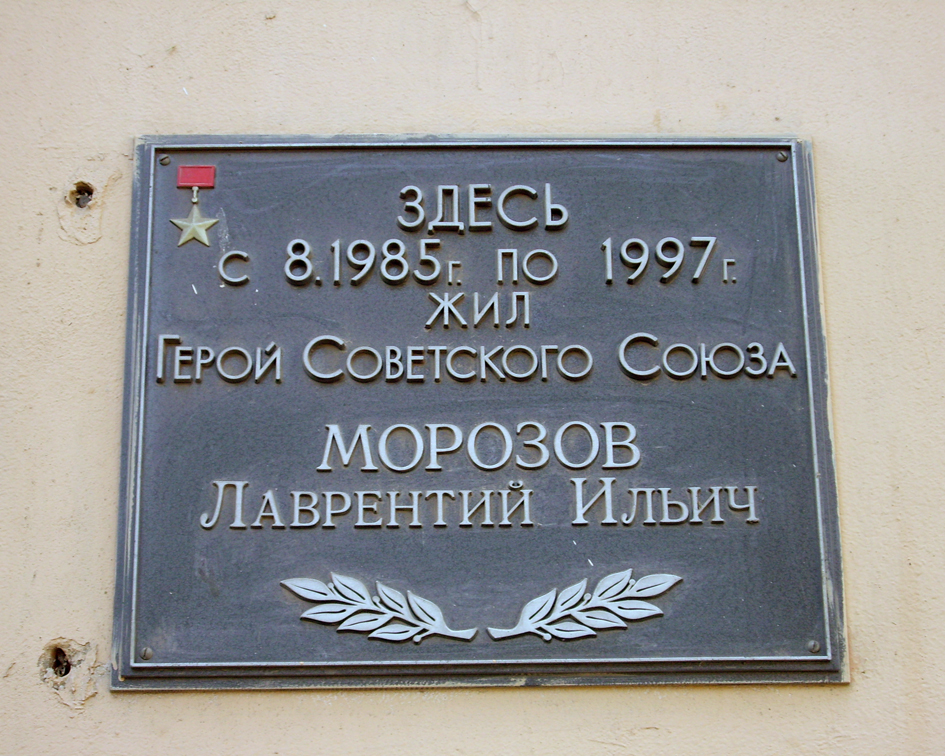 ЗДЕСЬ
С 8.1985г. ПО 1997г.
ЖИЛ
ГЕРОЙ СОВЕТСКОГО СОЮЗА
МОРОЗОВ
ЛАВРЕНТИЙ ИЛЬИЧ